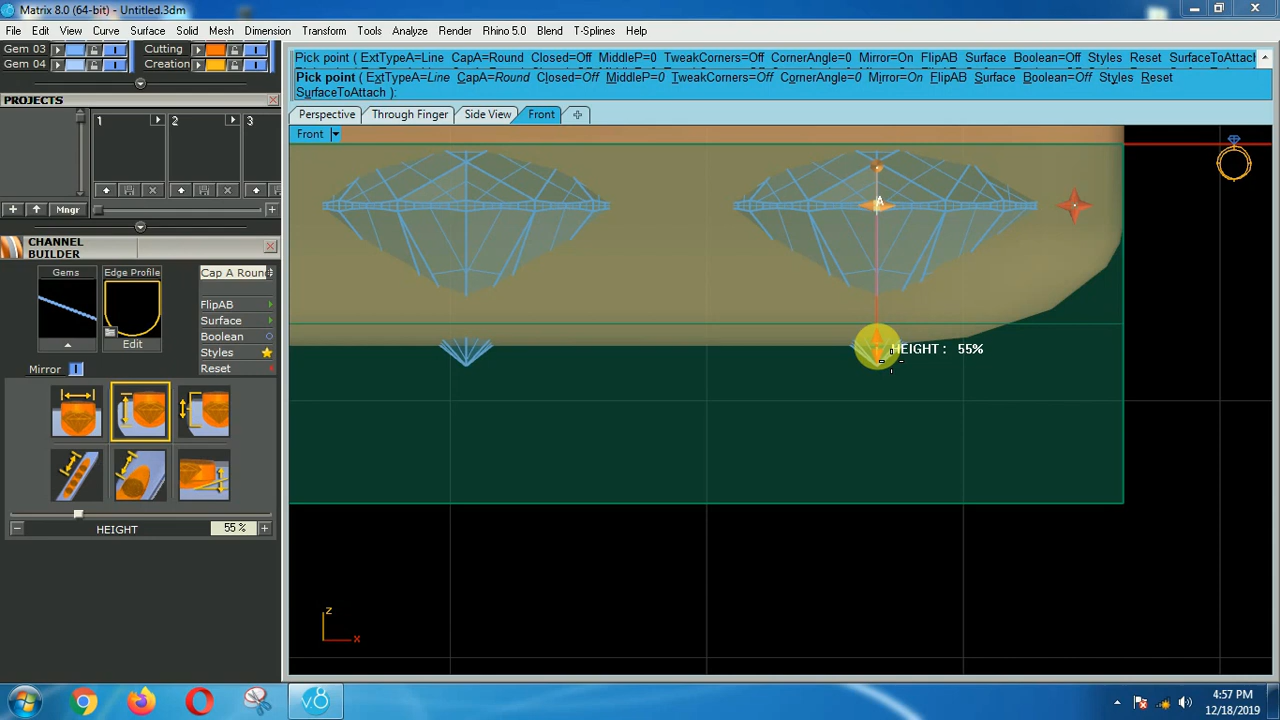 Matrix 8.0 (64-bit) - Untitled.3dm
File Edit View Curve Surface Solid Mesh Dimension Transform Tools Analyze Render Rhino 5.0 Blend T-Splines Help
Gem 03
Cutting
Gem 04
Creation
Pick point ( ExtTypeA=Line CapA=Round Closed=Off MiddleP=0 TweakCorners=Off CornerAngle=0 Mirror=On FlipAB Surface Boolean=Off Styles Reset SurfaceToAttach
Pick point ( ExtTypeA=Line CapA=Round Closed=Off MiddleP=0 TweakCorners=Off CornerAngle=0 Mirror=On FlipAB Surface Boolean=Off Styles Reset
SurfaceToAttach ):
PROJECTS
1 2 3
Mngr
Perspective Through Finger Side View Front
Front
CHANNEL
BUILDER
Gems
Edge Profile
Cap A Round
FlipAB
Surface
Boolean
Styles
Reset
Edit
Mirror
HEIGHT
55 %
A
HEIGHT : 55%
z
x
v8
4:57 PM
12/18/2019